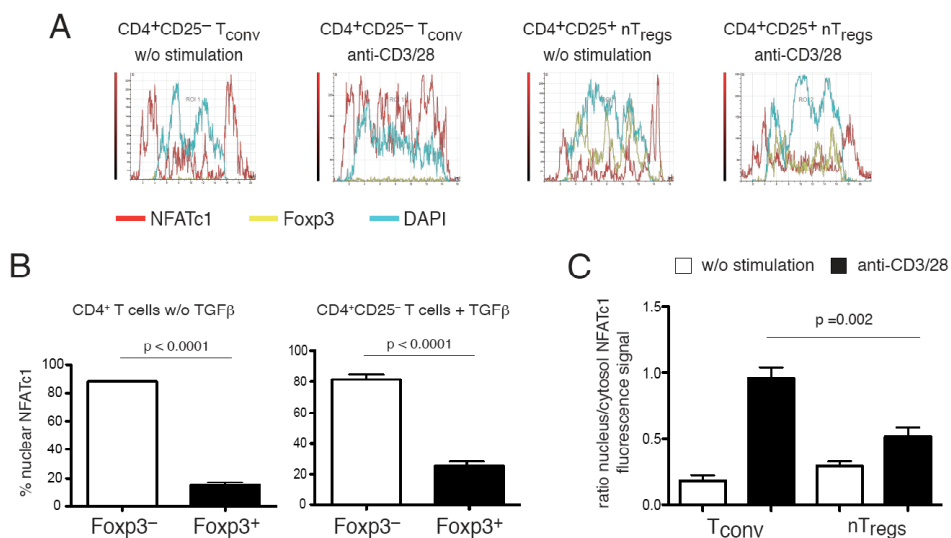 A
CD4+CD25− Tconv
w/o stimulation
CD4+CD25− Tconv
anti-CD3/28
CD4+CD25+ nTregs
w/o stimulation
CD4+CD25+ nTregs
anti-CD3/28
ROI 1
NFATc1
Foxp3
DAPI
B
CD4+ T cells w/o TGFβ
p < 0.0001
% nuclear NFATc1
100
80
60
40
20
0
Foxp3−
Foxp3+
CD4+CD25− T cells + TGFβ
p < 0.0001
100
80
60
40
20
0
Foxp3−
Foxp3+
C
w/o stimulation
anti-CD3/28
p =0.002
ratio nucleus/cytosol NFATc1
fluorescence signal
1.5
1.0
0.5
0.0
Tconv
nTregs